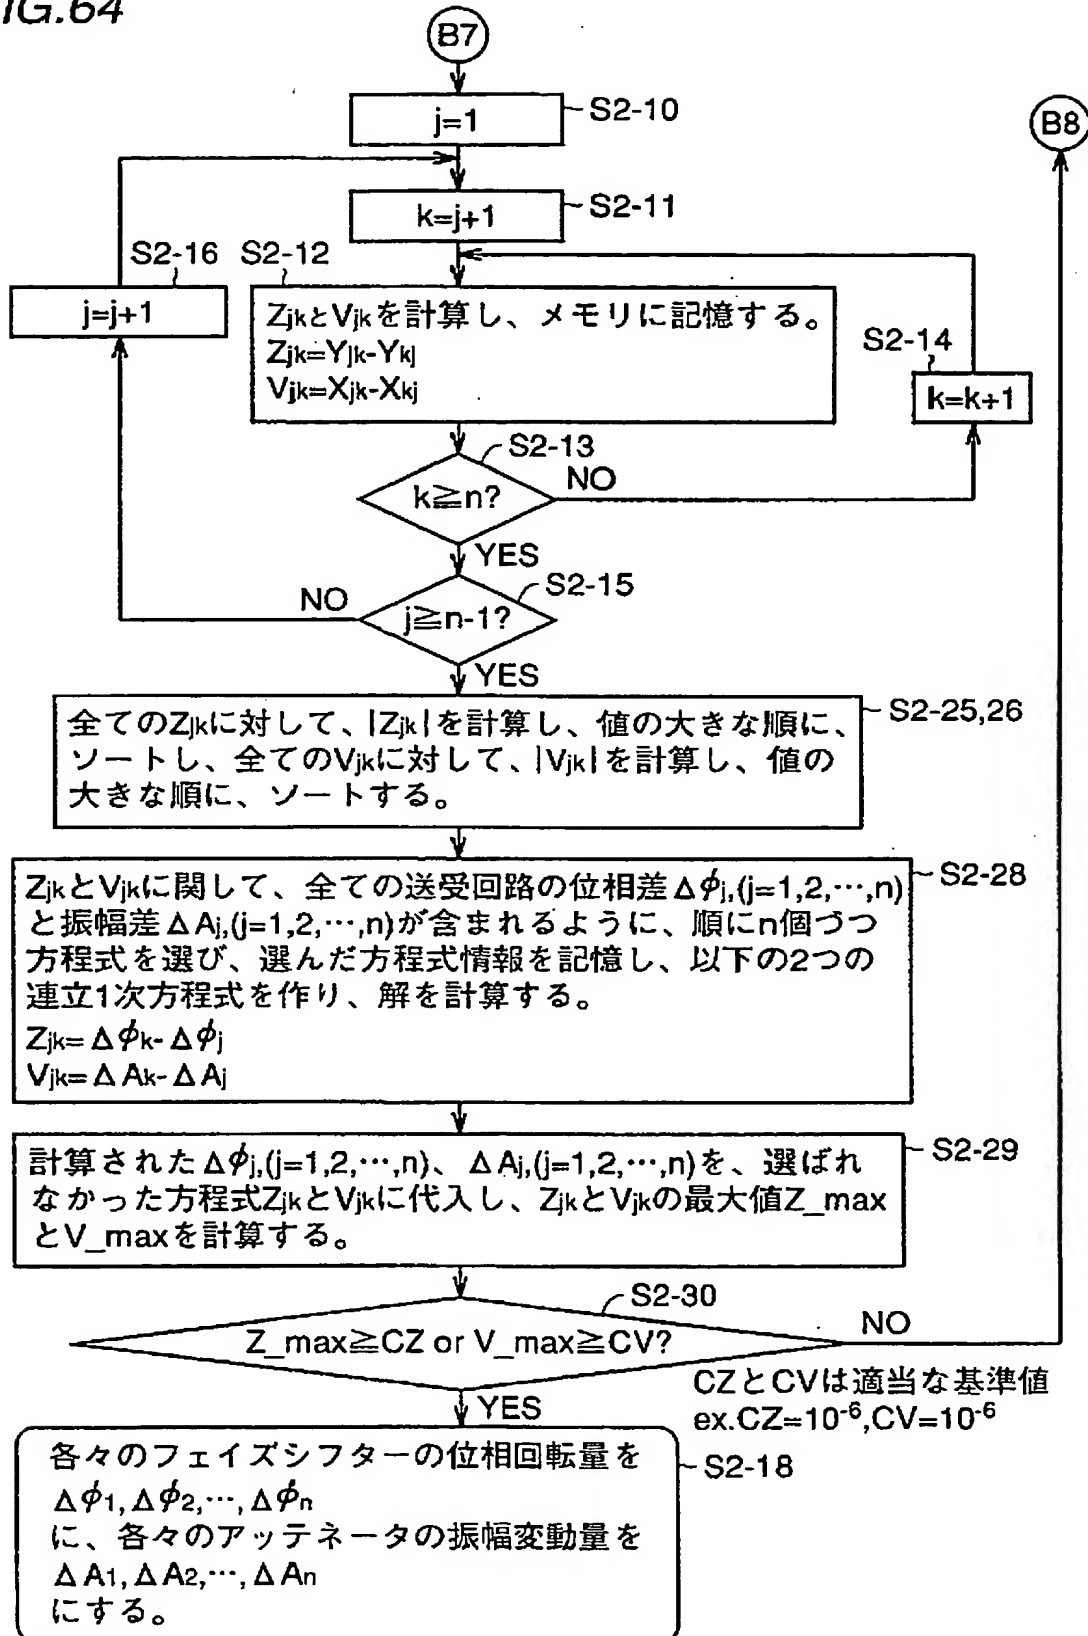 IG.64
B7
j=1
S2-10
B8
k=j+1
S2-11
S2-16
j=j+1
S2-12
ZjkとVjkを計算し、メモリに記憶する。
Zjk=Yjk-Ykj
Vjk=Xjk-Xkj
S2-14
k=k+1
S2-13
k≧n?
NO
YES
S2-15
j≧n-1?
NO
YES
S2-25,26
全てのZjkに対して、|Zjk|を計算し、値の大きな順に、
ソートし、全てのVjkに対して、|Vjk|を計算し、値の
大きな順に、ソートする。
S2-28
ZjkとVjkに関して、全ての送受回路の位相差Δφj,(j=1,2,…,n)
と振幅差ΔAj,(j=1,2,…,n)が含まれるように、順にn個づつ
方程式を選び、選んだ方程式情報を記憶し、以下の2つの
連立1次方程式を作り、解を計算する。
Zjk=Δφk-Δφj
Vjk=ΔAk-ΔAj
S2-29
計算されたΔφj,(j=1,2,…,n)、ΔAj,(j=1,2,…,n)を、選ばれ
なかった方程式ZjkとVjkに代入し、ZjkとVjkの最大値Z_max
とV_maxを計算する。
S2-30
Z_max≧CZ or V_max≧CV?
NO
CZとCVは適当な基準値
ex.CZ=10⁻⁶,CV=10⁻⁶
YES
S2-18
各々のフェイズシフターの位相回転量を
Δφ1,Δφ2,…,Δφn
に、各々のアッテネータの振幅変動量を
ΔA1,ΔA2,…,ΔAn
にする。